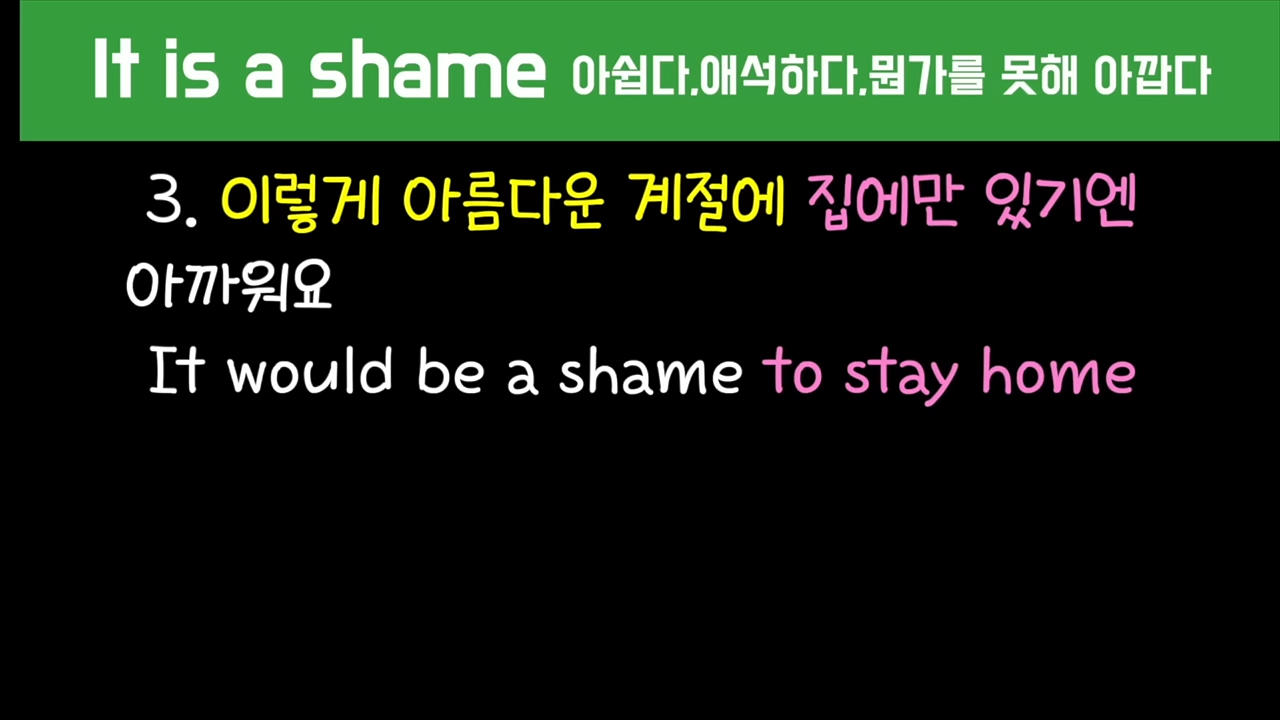 It is a shame 아쉽다,애석하다,뭔가를 못해 아깝다
3. 이렇게 아름다운 계절에 집에만 있기엔
아까워요
It would be a shame to stay home